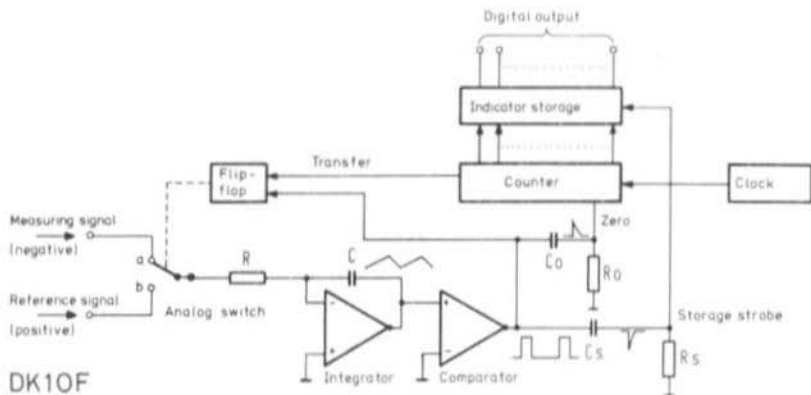 Digital output
Indicator storage
Transfer
Flip-
flop
Counter
Clock
Measuring signal
(negative)
Zero
a
R
C
Co
Ro
b
Reference signal
(positive)
Analog switch
-
+
+
-
Storage strobe
Cs
Rs
Integrator
Comparator
DK1OF